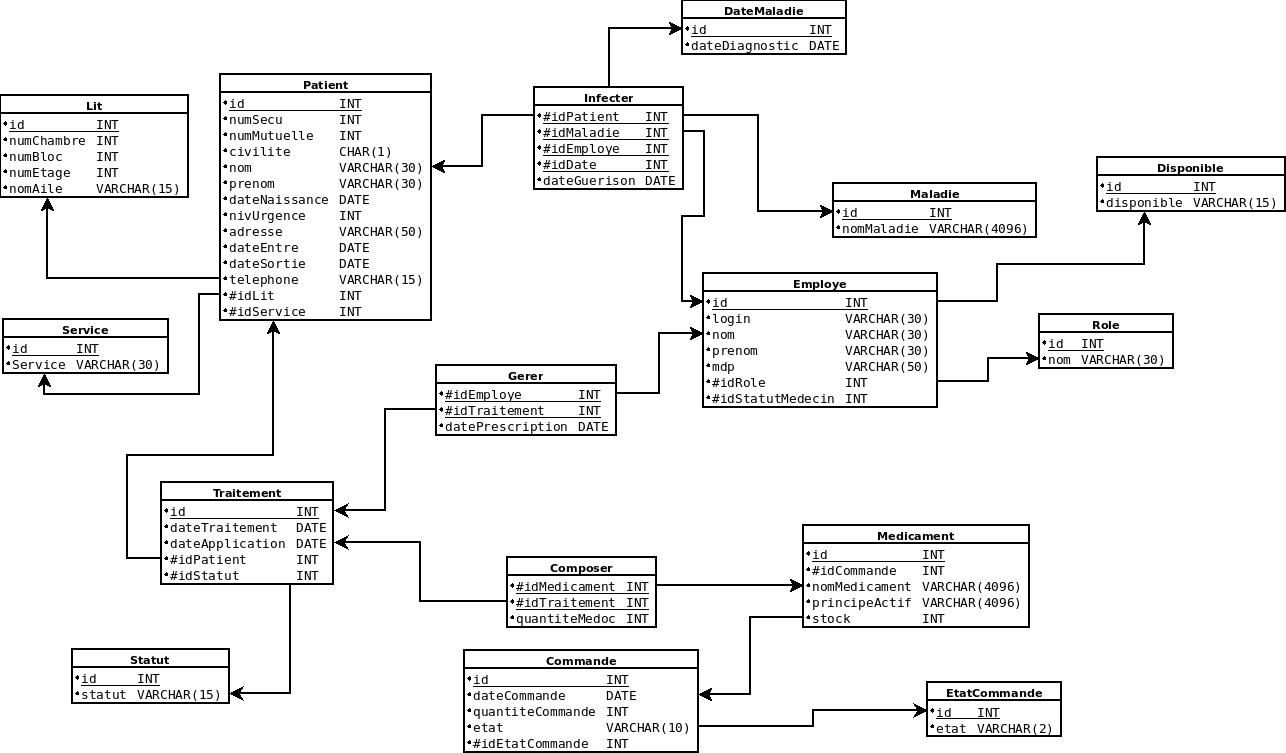 DateMaladie
id INT
dateDiagnostic DATE
Patient
id INT
numSecu INT
numMutuelle INT
civilite CHAR(1)
nom VARCHAR(30)
prenom VARCHAR(30)
dateNaissance DATE
nivUrgence INT
adresse VARCHAR(50)
dateEntre DATE
dateSortie DATE
telephone VARCHAR(15)
#idLit INT
#idService INT
Lit
id INT
numChambre INT
numBloc INT
numEtage INT
nomAile VARCHAR(15)
Infecter
#idPatient INT
#idMaladie INT
#idEmploye INT
#idDate INT
dateGuerison DATE
Disponible
id INT
disponible VARCHAR(15)
Maladie
id INT
nomMaladie VARCHAR(4096)
Employe
id INT
login VARCHAR(30)
nom VARCHAR(30)
prenom VARCHAR(30)
mdp VARCHAR(50)
#idRole INT
#idStatutMedecin INT
Role
id INT
nom VARCHAR(30)
Service
id INT
Service VARCHAR(30)
Gerer
#idEmploye INT
#idTraitement INT
datePrescription DATE
Traitement
id INT
dateTraitement DATE
dateApplication DATE
#idPatient INT
#idStatut INT
Composer
#idMedicament INT
#idTraitement INT
quantiteMedoc INT
Medicament
id INT
#idCommande INT
nomMedicament VARCHAR(4096)
principeActif VARCHAR(4096)
stock INT
Statut
id INT
statut VARCHAR(15)
Commande
id INT
dateCommande DATE
quantiteCommande INT
etat VARCHAR(10)
#idEtatCommande INT
EtatCommande
id INT
etat VARCHAR(2)